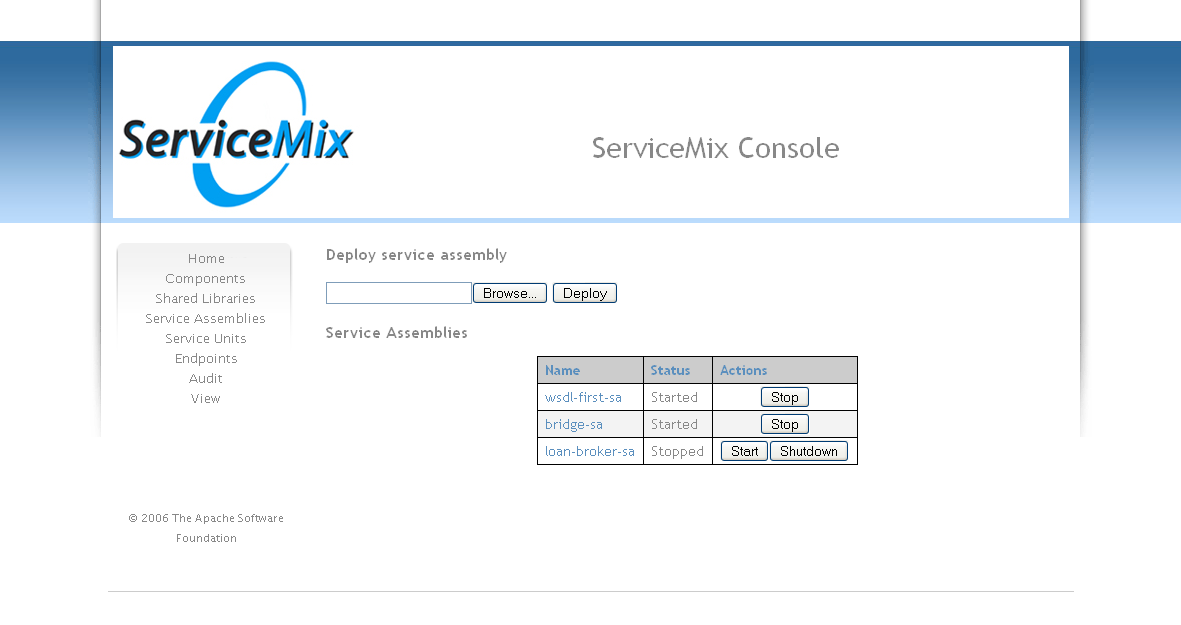 ServiceMix
ServiceMix Console
Home
Components
Shared Libraries
Service Assemblies
Service Units
Endpoints
Audit
View
Deploy service assembly
Browse... Deploy
Service Assemblies
Name Status Actions
wsdl-first-sa Started Stop
bridge-sa Started Stop
loan-broker-sa Stopped Start Shutdown
© 2006 The Apache Software
Foundation